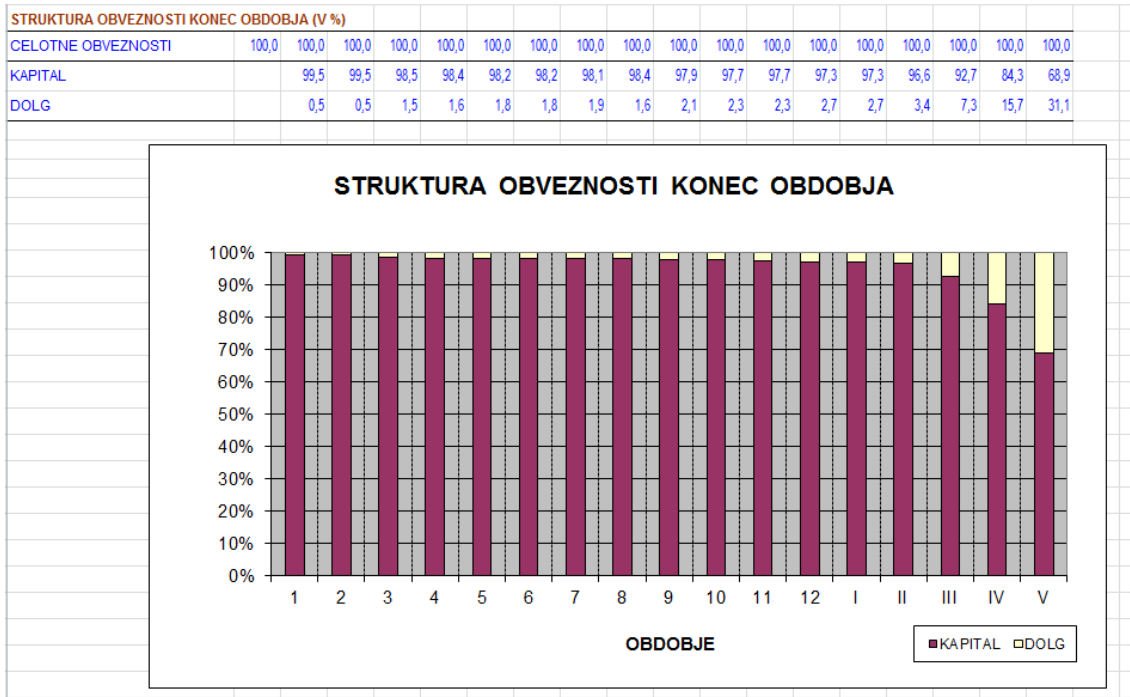 STRUKTURA OBVEZNOSTI KONEC OBDOBJA (V %)
CELOTNE OBVEZNOSTI 100,0 100,0 100,0 100,0 100,0 100,0 100,0 100,0 100,0 100,0 100,0 100,0 100,0 100,0 100,0 100,0 100,0 100,0
KAPITAL 99,5 99,5 98,5 98,4 98,2 98,2 98,1 98,4 97,9 97,7 97,7 97,3 97,3 96,6 92,7 84,3 68,9
DOLG 0,5 0,5 1,5 1,6 1,8 1,8 1,9 1,6 2,1 2,3 2,3 2,7 2,7 3,4 7,3 15,7 31,1
STRUKTURA OBVEZNOSTI KONEC OBDOBJA
100%
90%
80%
70%
60%
50%
40%
30%
20%
10%
0%
1 2 3 4 5 6 7 8 9 10 11 12 I II III IV V
OBDOBJE
KAPITAL DOLG